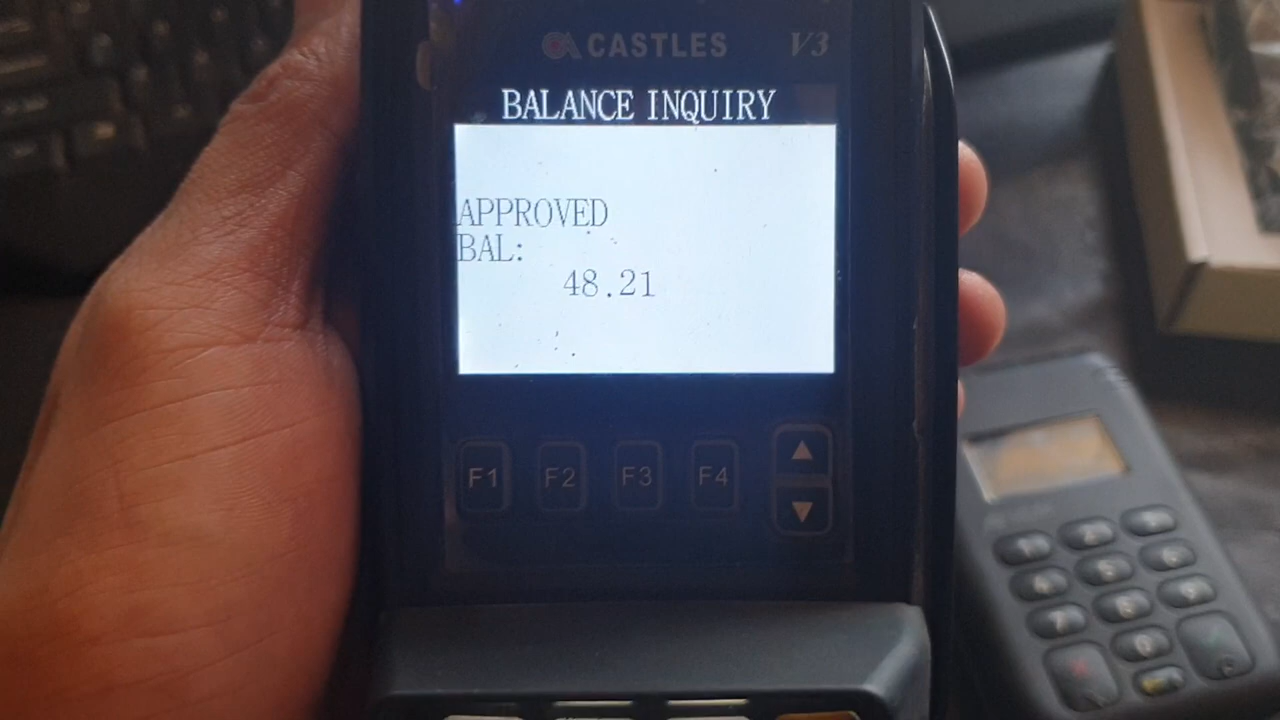 CASTLES V3
BALANCE INQUIRY
APPROVED
BAL:
48.21
F1 F2 F3 F4